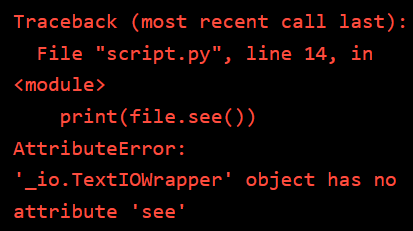 Traceback (most recent call last):
  File "script.py", line 14, in
<module>
    print(file.see())
AttributeError:
'_io.TextIOWrapper' object has no
attribute 'see'